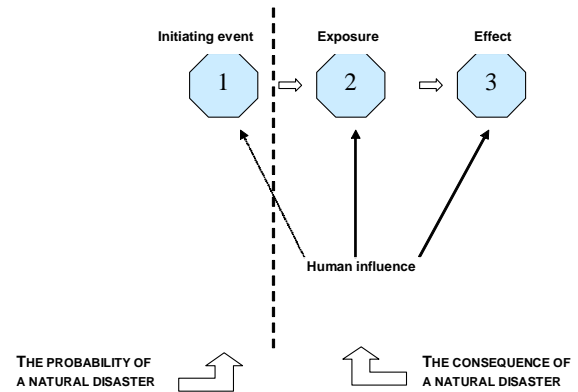 Initiating event
Exposure
Effect
1
2
3
Human influence
THE PROBABILITY OF
A NATURAL DISASTER
THE CONSEQUENCE OF
A NATURAL DISASTER